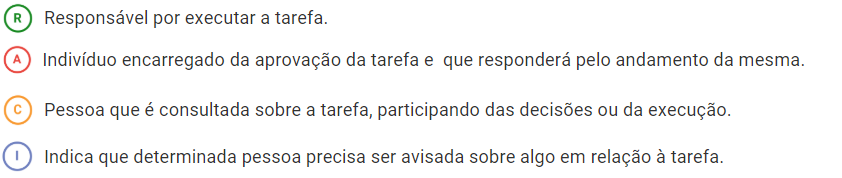 R Responsável por executar a tarefa.
A Indivíduo encarregado da aprovação da tarefa e que responderá pelo andamento da mesma.
C Pessoa que é consultada sobre a tarefa, participando das decisões ou da execução.
I Indica que determinada pessoa precisa ser avisada sobre algo em relação à tarefa.